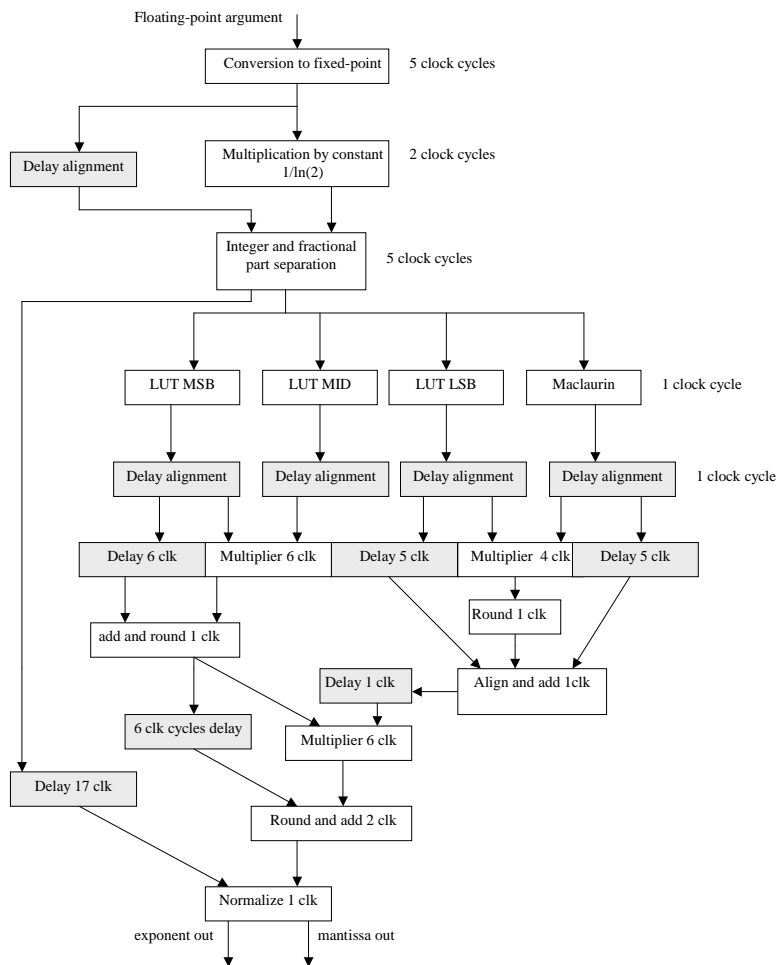 Floating-point argument
Conversion to fixed-point
5 clock cycles
Delay alignment
Multiplication by constant
1/ln(2)
2 clock cycles
Integer and fractional
part separation
5 clock cycles
LUT MSB
LUT MID
LUT LSB
Maclaurin
1 clock cycle
Delay alignment
Delay alignment
Delay alignment
Delay alignment
1 clock cycle
Delay 6 clk
Multiplier 6 clk
Delay 5 clk
Multiplier 4 clk
Delay 5 clk
Round 1 clk
add and round 1 clk
Delay 1 clk
Align and add 1clk
6 clk cycles delay
Multiplier 6 clk
Delay 17 clk
Round and add 2 clk
Normalize 1 clk
exponent out
mantissa out